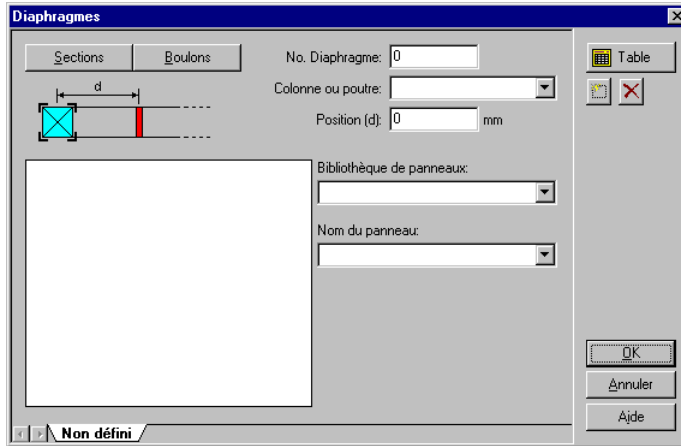 Diaphragmes
Sections
Boulons
No. Diaphragme: 0
Table
Colonne ou poutre:
d
Position (d): 0 mm
Bibliothèque de panneaux:
Nom du panneau:
OK
Annuler
Aide
Non défini